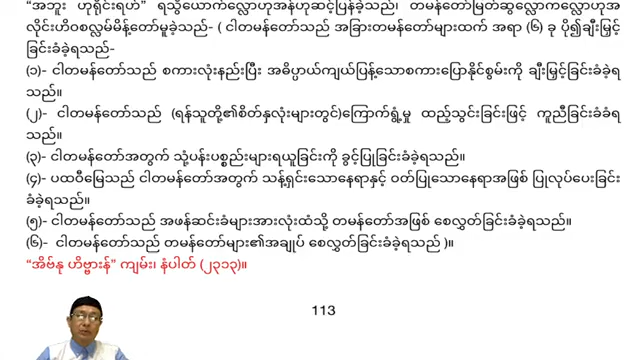 “အဘူး ဟုရိုင်းရဟ်” ရသွိယောက်လ္လောဟုအန်ဟုဆင့်ပြန်ခဲ့သည်၊ တမန်တော်မြတ်ဆွလ္လောကလ္လောဟုအ
လိုင်းဟိဝစလ္လမ်မိန့်တော်မူခဲ့သည်- ( ငါတမန်တော်သည် အခြားတမန်တော်များထက် အရာ (၆) ခု ပို၍ချီးမြှင့်
ခြင်းခံခဲ့ရသည်-
(၁)- ငါတမန်တော်သည် စကားလုံးနည်းပြီး အဓိပ္ပာယ်ကျယ်ပြန့်သောစကားပြောနိုင်စွမ်းကို ချီးမြှင့်ခြင်းခံခဲ့ရ
သည်။
(၂)- ငါတမန်တော်သည် (ရန်သူတို့၏စိတ်နှလုံးများတွင်)ကြောက်ရွံ့မှု ထည့်သွင်းခြင်းဖြင့် ကူညီခြင်းခံခံရ
သည်။
(၃)- ငါတမန်တော်အတွက် သုံ့ပန်းပစ္စည်းများရယူခြင်းကို ခွင့်ပြုခြင်းခံခဲ့ရသည်။
(၄)- ပထဝီမြေသည် ငါတမန်တော်အတွက် သန့်ရှင်းသောနေရာနှင့် ဝတ်ပြုသောနေရာအဖြစ် ပြုလုပ်ပေးခြင်း
ခံခဲ့ရသည်။
(၅)- ငါတမန်တော်သည် အဖန်ဆင်းခံများအားလုံးထံသို့ တမန်တော်အဖြစ် စေလွှတ်ခြင်းခံခဲ့ရသည်။
(၆)- ငါတမန်တော်သည် တမန်တော်များ၏အချုပ် စေလွှတ်ခြင်းခံခဲ့ရသည် )။
“အိဗ်နု ဟိဗ္ဗာန်” ကျမ်း၊ နံပါတ် (၂၃၁၃)။
113